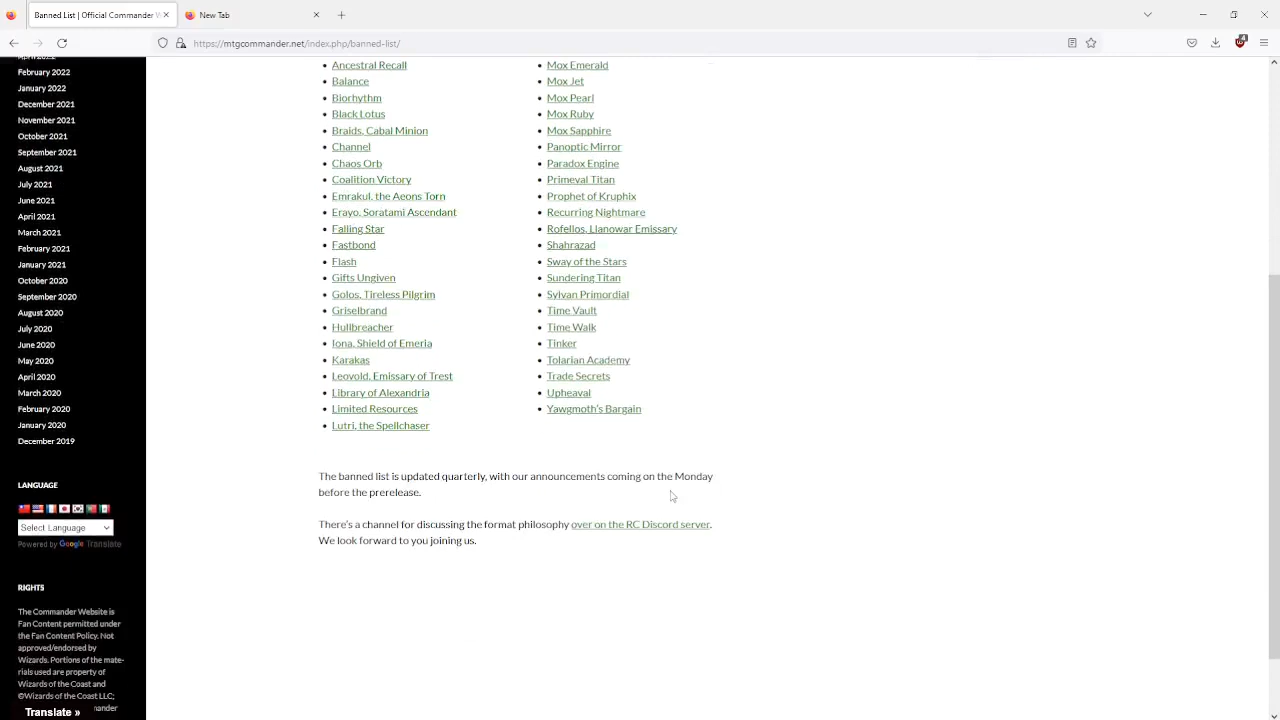 Banned List | Official Commander W
New Tab
https://mtgcommander.net/index.php/banned-list/
4
April 2022
February 2022
January 2022
December 2021
November 2021
October 2021
September 2021
August 2021
July 2021
June 2021
April 2021
March 2021
February 2021
January 2021
October 2020
September 2020
August 2020
July 2020
June 2020
May 2020
April 2020
March 2020
February 2020
January 2020
December 2019
LANGUAGE
Select Language
Powered by Google Translate
RIGHTS
The Commander Website is
Fan Content permitted under
the Fan Content Policy. Not
approved/endorsed by
Wizards. Portions of the mate-
rials used are property of
Wizards of the Coast and
©Wizards of the Coast LLC;
mander
Translate »
Ancestral Recall
Balance
Biorhythm
Black Lotus
Braids, Cabal Minion
Channel
Chaos Orb
Coalition Victory
Emrakul, the Aeons Torn
Erayo, Soratami Ascendant
Falling Star
Fastbond
Flash
Gifts Ungiven
Golos, Tireless Pilgrim
Griselbrand
Hullbreacher
Iona, Shield of Emeria
Karakas
Leovold, Emissary of Trest
Library of Alexandria
Limited Resources
Lutri, the Spellchaser
Mox Emerald
Mox Jet
Mox Pearl
Mox Ruby
Mox Sapphire
Panoptic Mirror
Paradox Engine
Primeval Titan
Prophet of Kruphix
Recurring Nightmare
Rofellos, Llanowar Emissary
Shahrazad
Sway of the Stars
Sundering Titan
Sylvan Primordial
Time Vault
Time Walk
Tinker
Tolarian Academy
Trade Secrets
Upheaval
Yawgmoth's Bargain
The banned list is updated quarterly, with our announcements coming on the Monday
before the prerelease.
There's a channel for discussing the format philosophy over on the RC Discord server.
We look forward to you joining us.